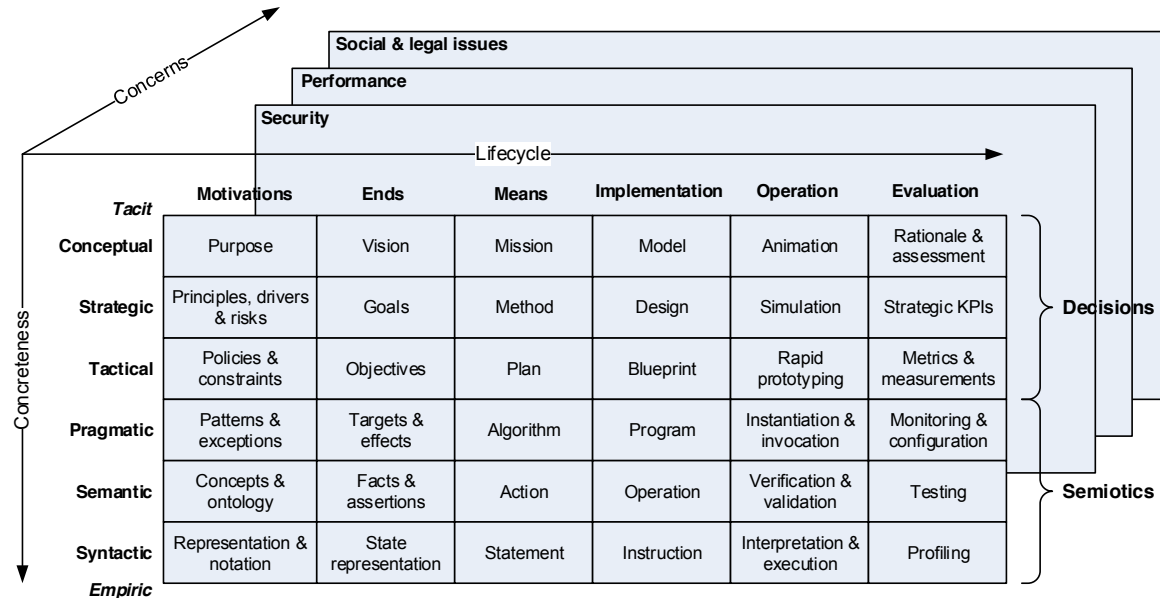 Social & legal issues
Performance
Security
Concerns
Lifecycle
Concreteness
Motivations Ends Means Implementation Operation Evaluation
Tacit
Conceptual Purpose Vision Mission Model Animation Rationale & assessment
Strategic Principles, drivers & risks Goals Method Design Simulation Strategic KPIs
Decisions
Tactical Policies & constraints Objectives Plan Blueprint Rapid prototyping Metrics & measurements
Pragmatic Patterns & exceptions Targets & effects Algorithm Program Instantiation & invocation Monitoring & configuration
Semantic Concepts & ontology Facts & assertions Action Operation Verification & validation Testing
Semiotics
Syntactic Representation & notation State representation Statement Instruction Interpretation & execution Profiling
Empiric